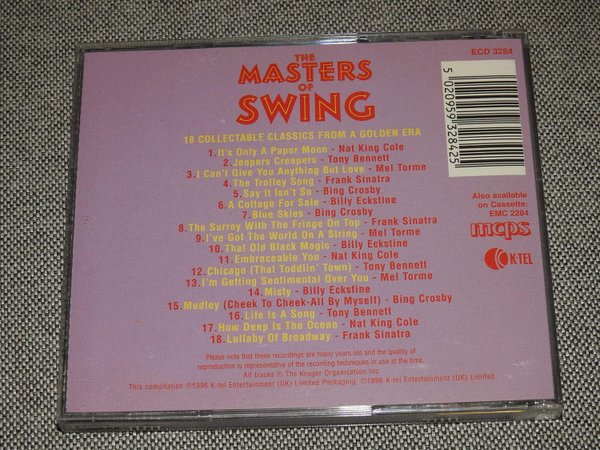 ECD 3284
THE
MASTERS
OF
SWING
18 COLLECTABLE CLASSICS FROM A GOLDEN ERA
1. It's Only A Paper Moon - Nat King Cole
2. Jeepers Creepers - Tony Bennett
3. I Can't Give You Anything But Love - Mel Torme
4. The Trolley Song - Frank Sinatra
5. Say It Isn't So - Bing Crosby
6. A Cottage For Sale - Billy Eckstine
7. Blue Skies - Bing Crosby
8. The Surrey With The Fringe On Top - Frank Sinatra
9. I've Got The World On A String - Mel Torme
10. That Old Black Magic - Billy Eckstine
11. Embraceable You - Nat King Cole
12. Chicago (That Toddlin' Town) - Tony Bennett
13. I'm Getting Sentimental Over You - Mel Torme
14. Misty - Billy Eckstine
15. Medley (Cheek To Cheek-All By Myself) - Bing Crosby
16. Life Is A Song - Tony Bennett
17. How Deep Is The Ocean - Nat King Cole
18. Lullaby Of Broadway - Frank Sinatra
Please note that these recordings are many years old and the quality of
reproduction is representative of the recording techniques in use at the time.
All tracks ℗ The Kruger Organisation Inc
This compilation ℗1996 K-tel Entertainment (UK) Limited Packaging ©1996 K-tel Entertainment (UK) Limited
5 020959 328425
Also available
on Cassette:
EMC 2284
mcps
K-TEL